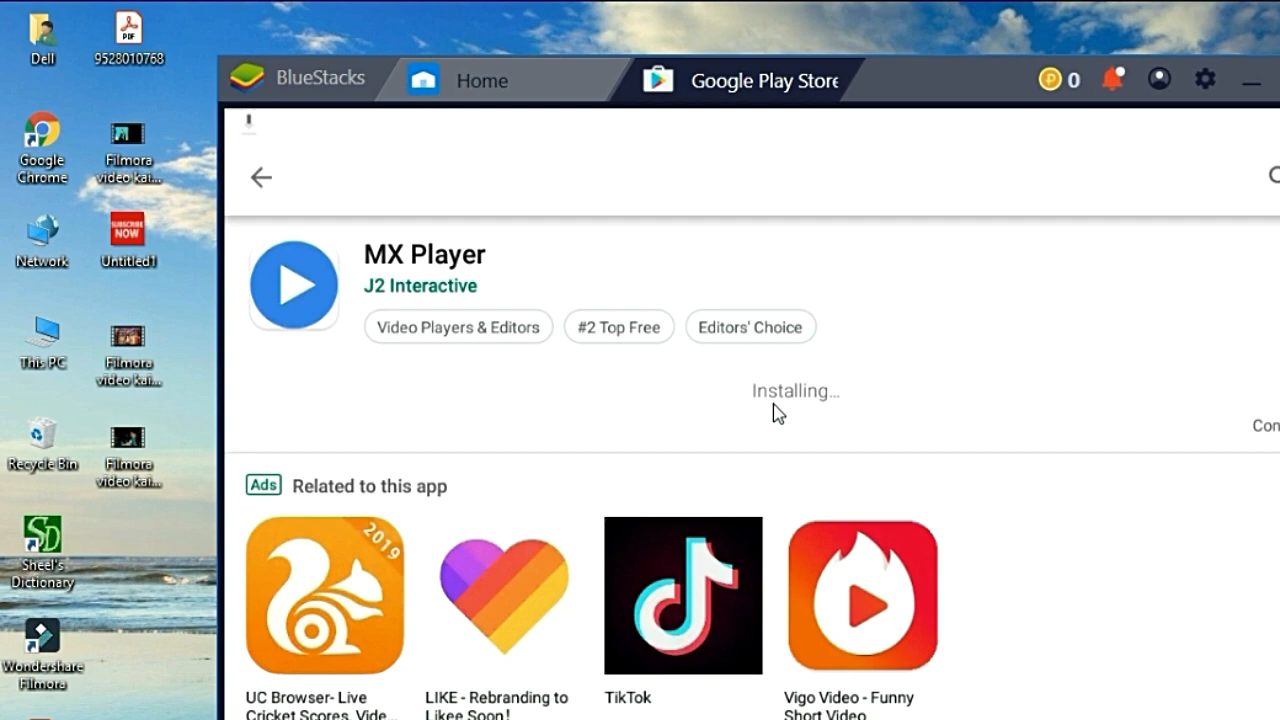 Dell
9528010768
Google
Chrome
Filmora
video kai...
Network
SUBSCRIBE
NOW
Untitled1
This PC
Filmora
video kai...
Recycle Bin
Filmora
video kai...
SD
Sheel's
Dictionary
Wondershare
Filmora
PDF
BlueStacks
Home
Google Play Store
P 0
MX Player
J2 Interactive
Video Players & Editors
#2 Top Free
Editors' Choice
Installing...
Con
Ads Related to this app
2019
UC Browser- Live
Cricket Scores, Vide...
LIKE - Rebranding to
Likee Soon!
TikTok
Vigo Video - Funny
Short Video